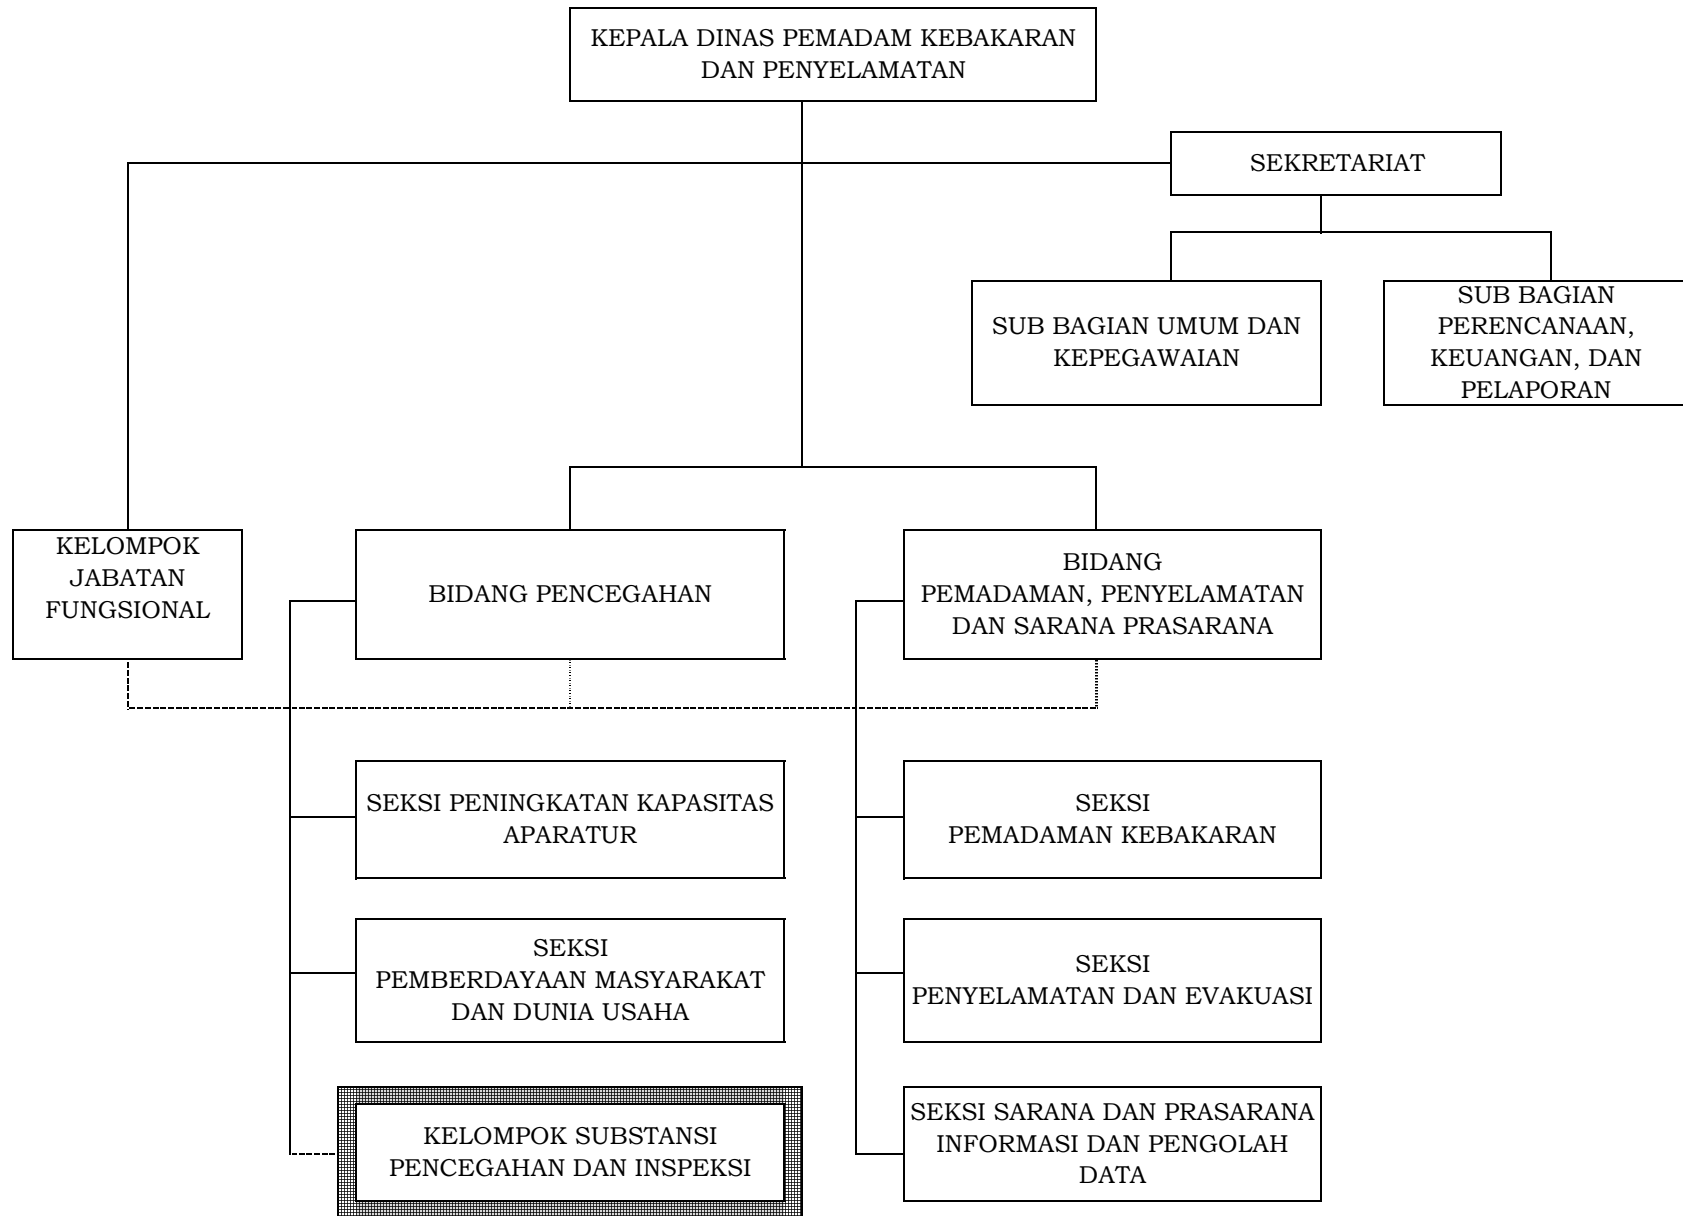 KEPALA DINAS PEMADAM KEBAKARAN
DAN PENYELAMATAN
SEKRETARIAT
SUB BAGIAN UMUM DAN
KEPEGAWAIAN
SUB BAGIAN
PERENCANAAN,
KEUANGAN, DAN
PELAPORAN
KELOMPOK
JABATAN
FUNGSIONAL
BIDANG PENCEGAHAN
BIDANG
PEMADAMAN, PENYELAMATAN
DAN SARANA PRASARANA
SEKSI PENINGKATAN KAPASITAS
APARATUR
SEKSI
PEMADAMAN KEBAKARAN
SEKSI
PEMBERDAYAAN MASYARAKAT
DAN DUNIA USAHA
SEKSI
PENYELAMATAN DAN EVAKUASI
KELOMPOK SUBSTANSI
PENCEGAHAN DAN INSPEKSI
SEKSI SARANA DAN PRASARANA
INFORMASI DAN PENGOLAH
DATA